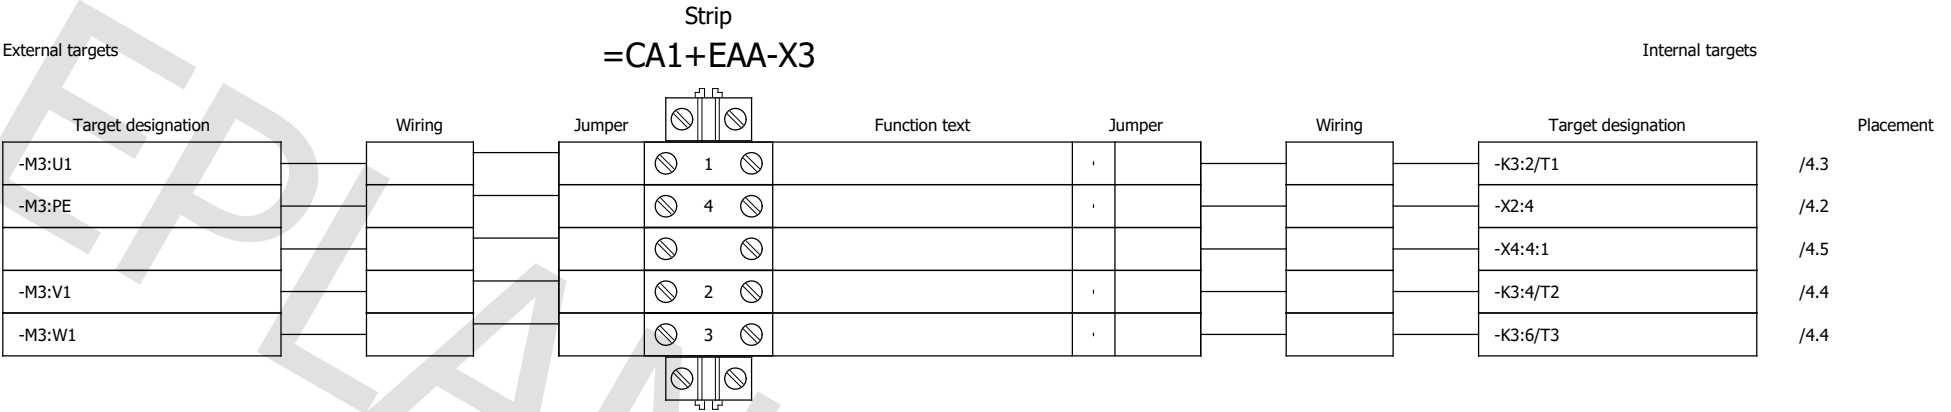 Strip
External targets
=CA1+EAA-X3
Internal targets
Target designation Wiring Jumper Function text Jumper Wiring Target designation Placement
-M3:U1 1 ' -K3:2/T1 /4.3
-M3:PE 4 ' -X2:4 /4.2
-X4:4:1 /4.5
-M3:V1 2 ' -K3:4/T2 /4.4
-M3:W1 3 ' -K3:6/T3 /4.4
EPLAN